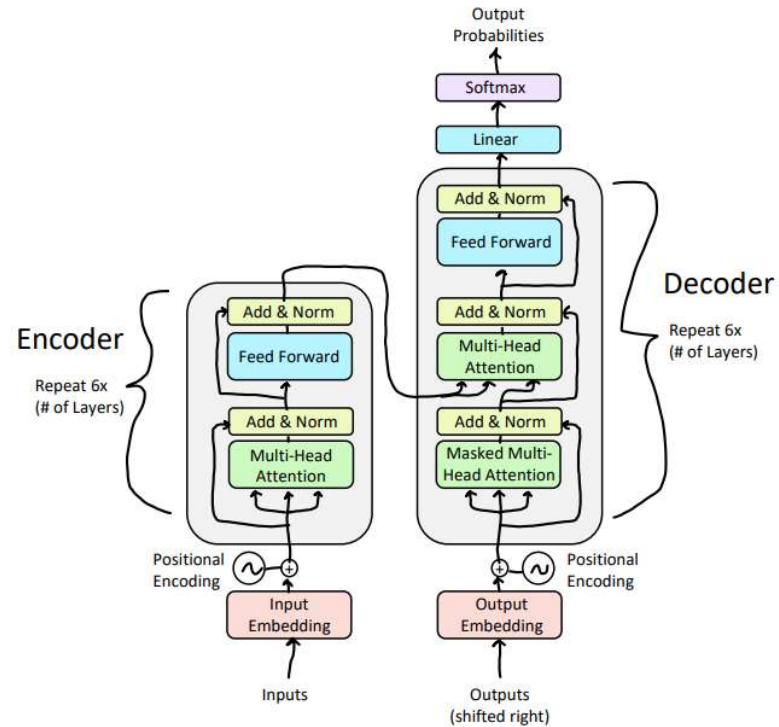 Output
Probabilities
Softmax
Linear
Add & Norm
Feed Forward
Add & Norm
Multi-Head
Attention
Add & Norm
Masked Multi-
Head Attention
Decoder
Repeat 6x
(# of Layers)
Encoder
Repeat 6x
(# of Layers)
Add & Norm
Feed Forward
Add & Norm
Multi-Head
Attention
Positional
Encoding
Positional
Encoding
Input
Embedding
Output
Embedding
Inputs
Outputs
(shifted right)